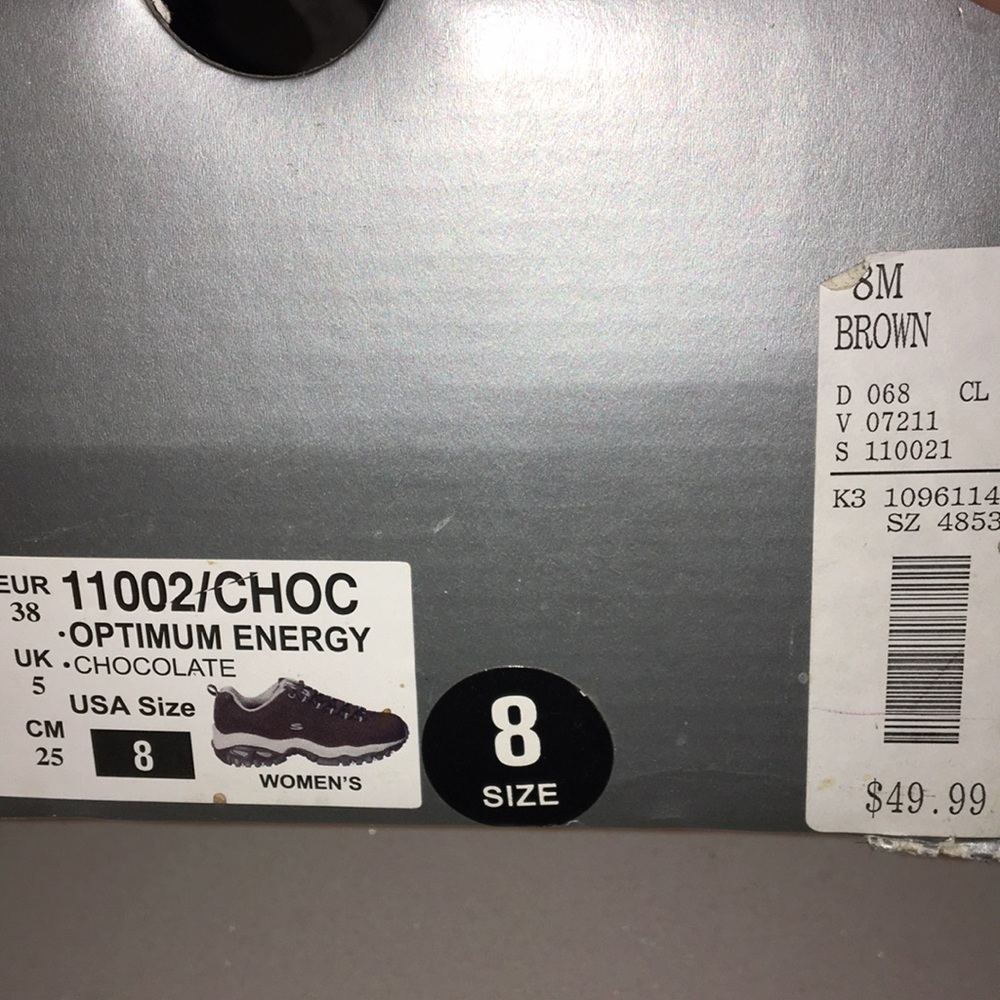 EUR
38
11002/CHOC
·OPTIMUM ENERGY
UK
5
·CHOCOLATE
USA Size
8
CM
25
WOMEN'S
8
SIZE
8M
BROWN
D 068 CL
V 07211
S 110021
K3 1096114
SZ 4853
$49.99